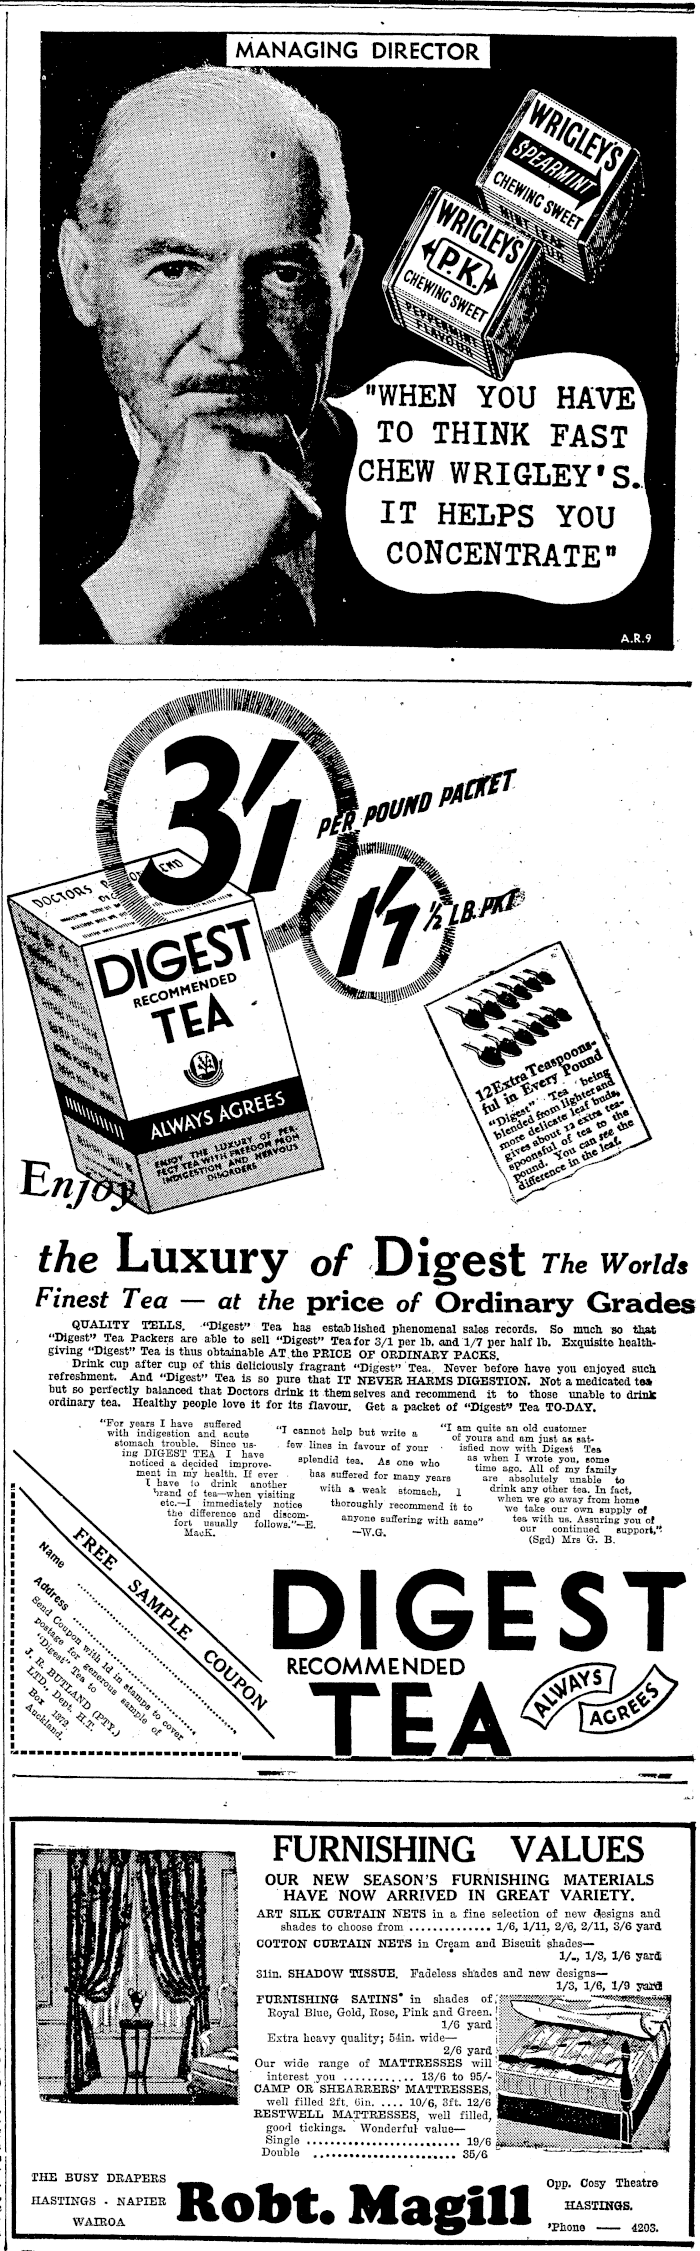 MANAGING DIRECTOR
WRIGLEY'S
SPEARMINT
CHEWING SWEET
MINT LEAF
WRIGLEYS
P.K.
CHEWING SWEET
PEPPERMINT
FLAVOUR
"WHEN YOU HAVE
TO THINK FAST
CHEW WRIGLEY'S.
IT HELPS YOU
CONCENTRATE"
A.R.9
3/1 PER POUND PACKET
1/7 1/2 LB. PKT
DOCTORS
DIGEST
RECOMMENDED
TEA
ALWAYS AGREES
ENJOY THE LUXURY OF PER-
FECT TEA WITH FREEDOM FROM
INDIGESTION AND NERVOUS
DISORDERS
12 Extra Teaspoons-
ful in Every Pound
"Digest" Tea being
blended from lighter and
more delicate leaf buds,
gives about 12 extra tea-
spoonsful of tea to the
pound. You can see the
difference in the leaf.
Enjoy
the Luxury of Digest The Worlds
Finest Tea — at the price of Ordinary Grades
QUALITY TELLS. "Digest" Tea has established phenomenal sales records. So much so that
"Digest" Tea Packers are able to sell "Digest" Tea for 3/1 per lb. and 1/7 per half lb. Exquisite health-
giving "Digest" Tea is thus obtainable AT THE PRICE OF ORDINARY PACKS.
Drink cup after cup of this deliciously fragrant "Digest" Tea. Never before have you enjoyed such
refreshment. And "Digest" Tea is so pure that IT NEVER HARMS DIGESTION. Not a medicated tea
but so perfectly balanced that Doctors drink it themselves and recommend it to those unable to drink
ordinary tea. Healthy people love it for its flavour. Get a packet of "Digest" Tea TO-DAY.
"For years I have suffered
with indigestion and acute
stomach trouble. Since us-
ing DIGEST TEA I have
noticed a decided improve-
ment in my health. If ever
I have to drink another
brand of tea—when visiting
etc.—I immediately notice
the difference and discom-
fort usually follows."—E.
MacK.
"I cannot help but write a
few lines in favour of your
splendid tea. As one who
has suffered for many years
with a weak stomach, I
thoroughly recommend it to
anyone suffering with same"
—W.G.
"I am quite an old customer
of yours and am just as sat-
isfied now with Digest Tea
as when I wrote you, some
time ago. All of my family
are absolutely unable to
drink any other tea. In fact,
when we go away from home
we take our own supply of
tea with us. Assuring you of
our continued support,"
(Sgd) Mrs G. B.
FREE SAMPLE COUPON
Name
Address
Send Coupon with 1d in stamps to cover
postage for generous sample of
"Digest" Tea to
J. R. BUTLAND (PTY.)
LTD., Dept. H.T.
Box 1272,
Auckland.
DIGEST
RECOMMENDED
TEA
ALWAYS
AGREES
FURNISHING VALUES
OUR NEW SEASON'S FURNISHING MATERIALS
HAVE NOW ARRIVED IN GREAT VARIETY.
ART SILK CURTAIN NETS in a fine selection of new designs and
shades to choose from .............. 1/6, 1/11, 2/6, 2/11, 3/6 yard
COTTON CURTAIN NETS in Cream and Biscuit shades—
1/-, 1/3, 1/6 yard
31in. SHADOW TISSUE. Fadeless shades and new designs—
1/3, 1/6, 1/9 yard
FURNISHING SATINS in shades of
Royal Blue, Gold, Rose, Pink and Green.
1/6 yard
Extra heavy quality; 54in. wide—
2/6 yard
Our wide range of MATTRESSES will
interest you ............ 13/6 to 95/-
CAMP OR SHEARERS' MATTRESSES,
well filled 2ft. 6in. .... 10/6, 3ft. 12/6
RESTWELL MATTRESSES, well filled,
good tickings. Wonderful value—
Single .......................... 19/6
Double ........................ 35/6
THE BUSY DRAPERS
HASTINGS - NAPIER
WAIROA
Robt. Magill
Opp. Cosy Theatre
HASTINGS.
'Phone — 4203.